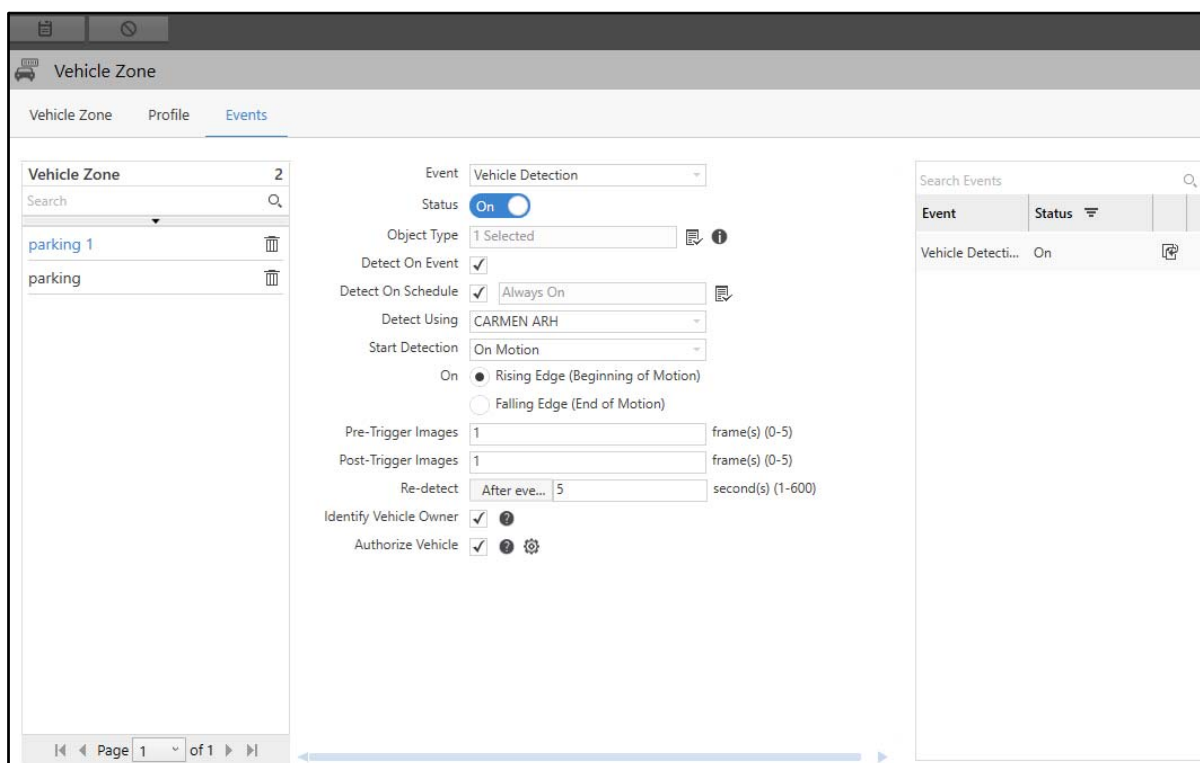 Vehicle Zone
Vehicle Zone Profile Events
Vehicle Zone 2
Search
parking 1
parking
Page 1 of 1
Event Vehicle Detection
Status On
Object Type 1 Selected
Detect On Event
Detect On Schedule Always On
Detect Using CARMEN ARH
Start Detection On Motion
On Rising Edge (Beginning of Motion)
Falling Edge (End of Motion)
Pre-Trigger Images 1 frame(s) (0-5)
Post-Trigger Images 1 frame(s) (0-5)
Re-detect After eve... 5 second(s) (1-600)
Identify Vehicle Owner
Authorize Vehicle
Search Events
Event Status
Vehicle Detecti... On